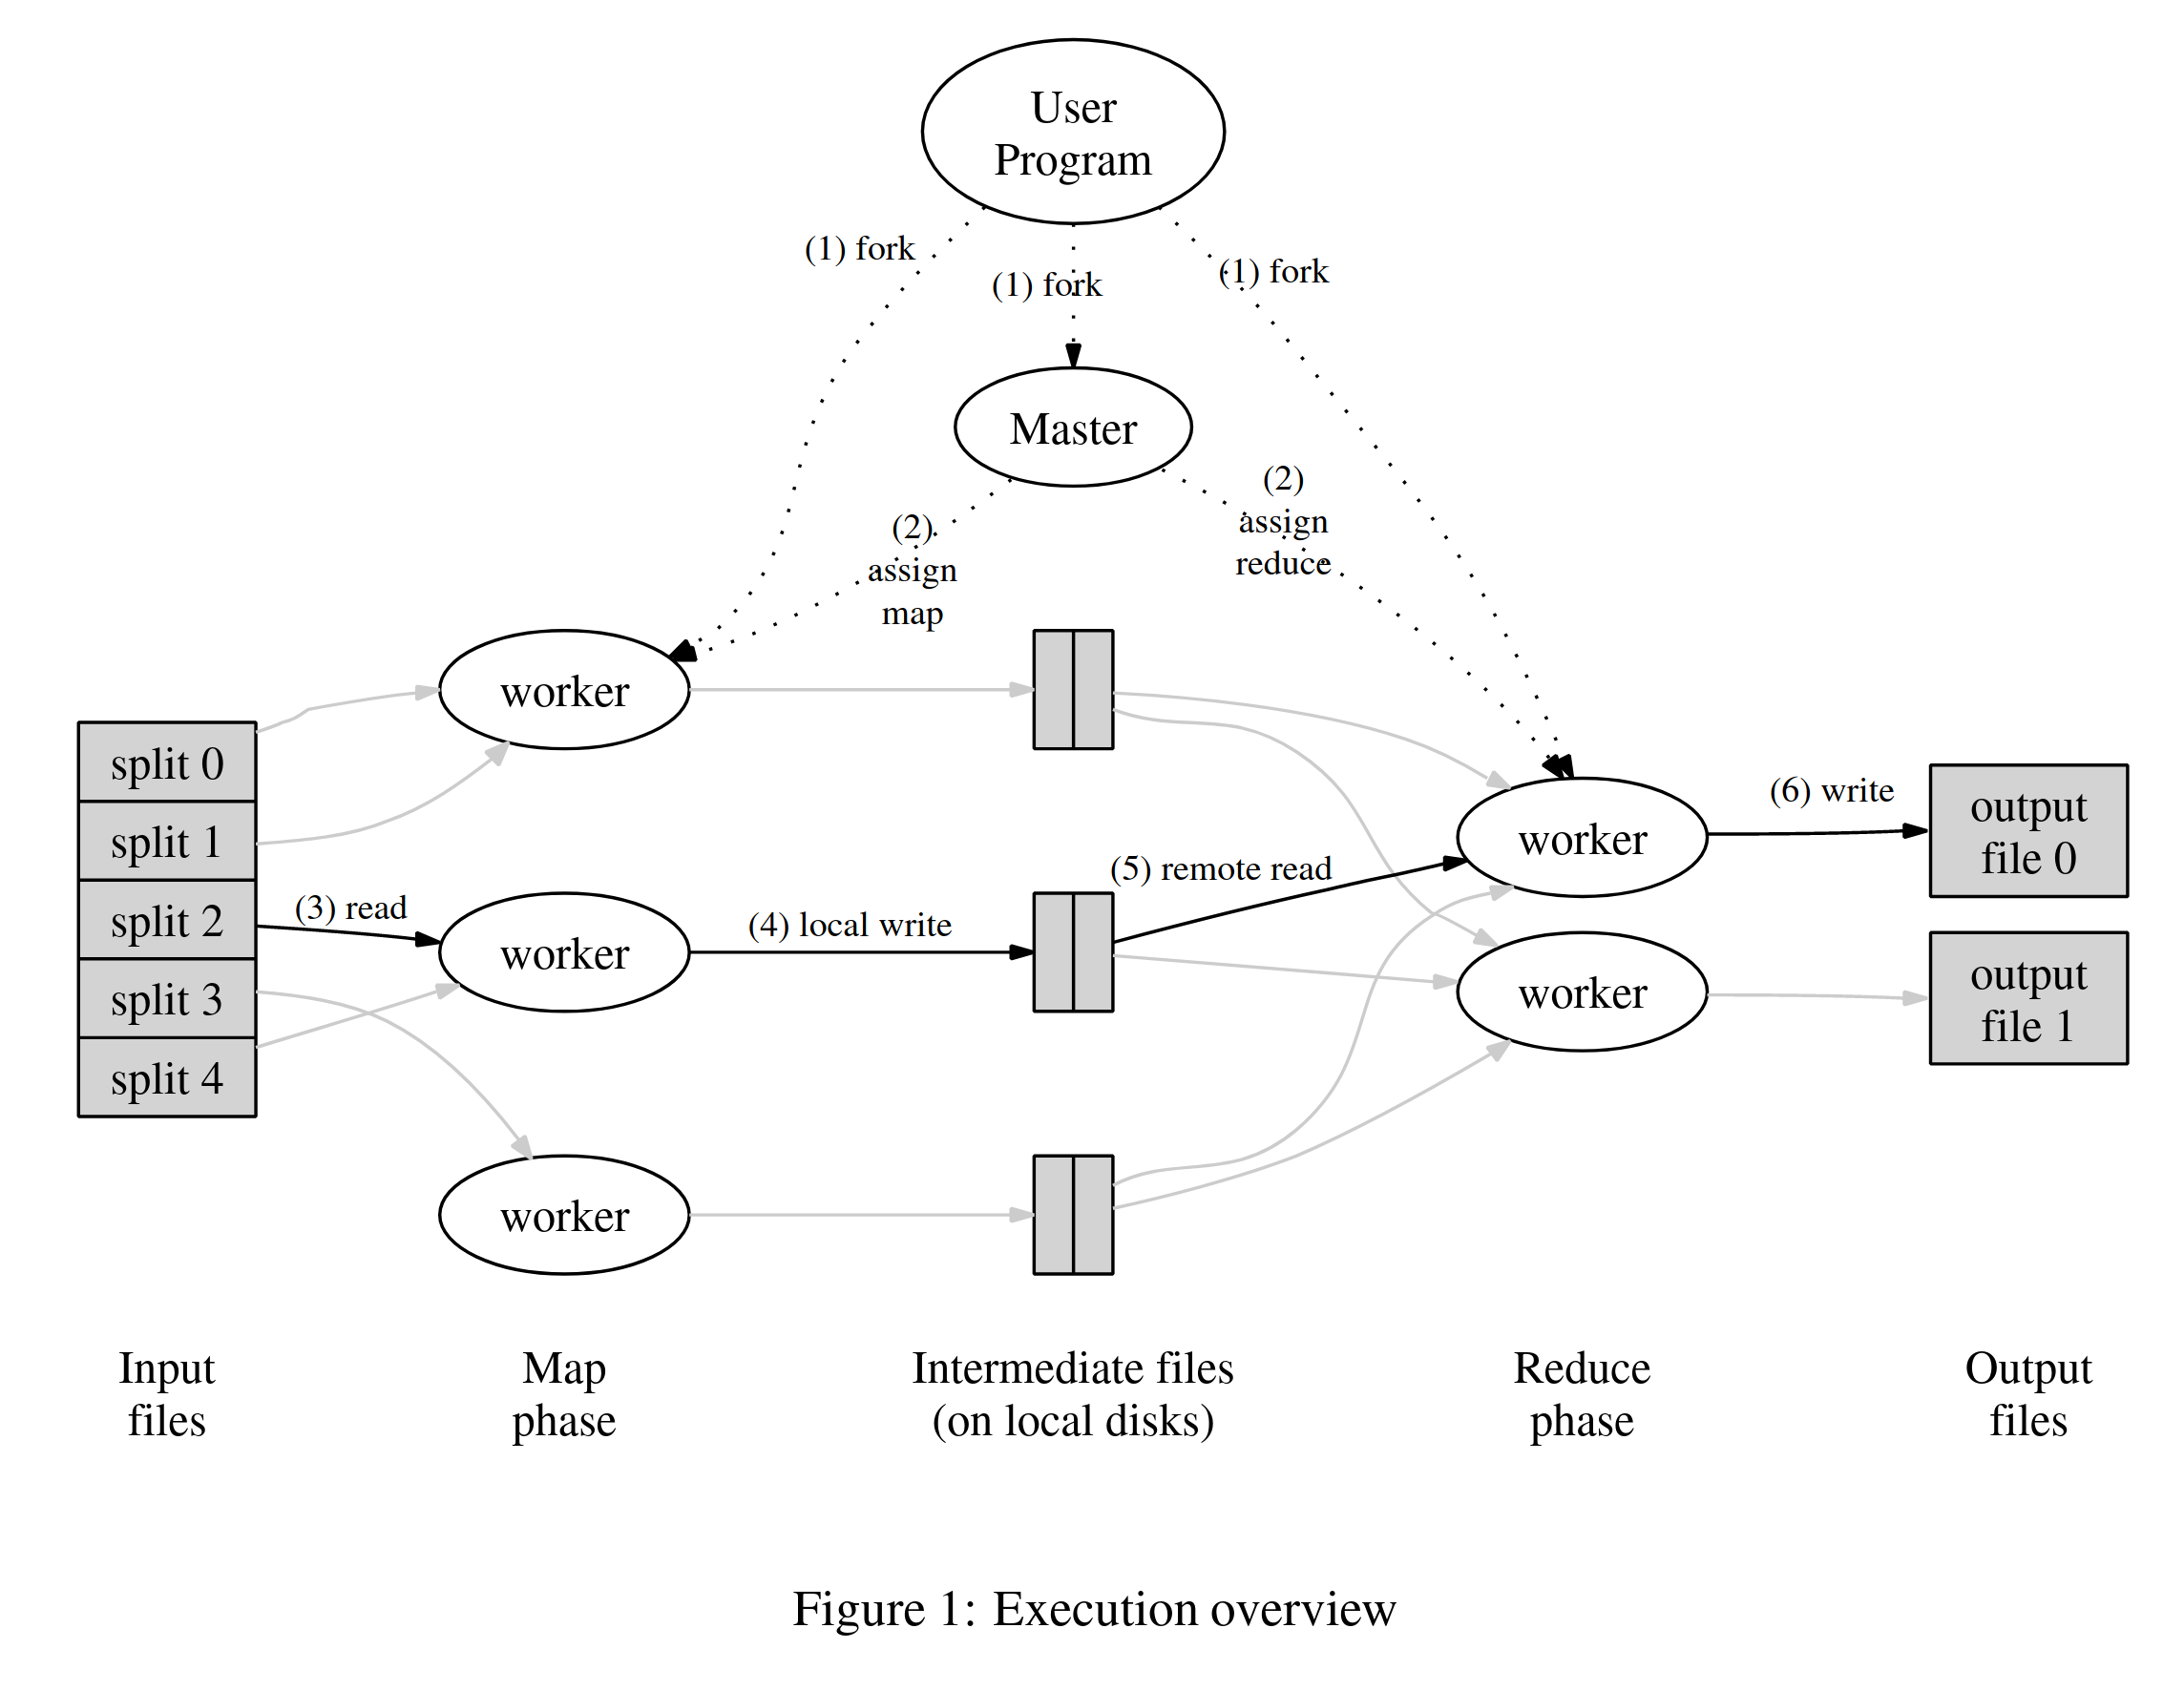 User
Program
(1) fork
(1) fork
(1) fork
Master
(2)
assign
map
(2)
assign
reduce
split 0
split 1
split 2
split 3
split 4
(3) read
worker
worker
worker
(4) local write
(5) remote read
worker
worker
(6) write
output
file 0
output
file 1
Input
files
Map
phase
Intermediate files
(on local disks)
Reduce
phase
Output
files
Figure 1: Execution overview